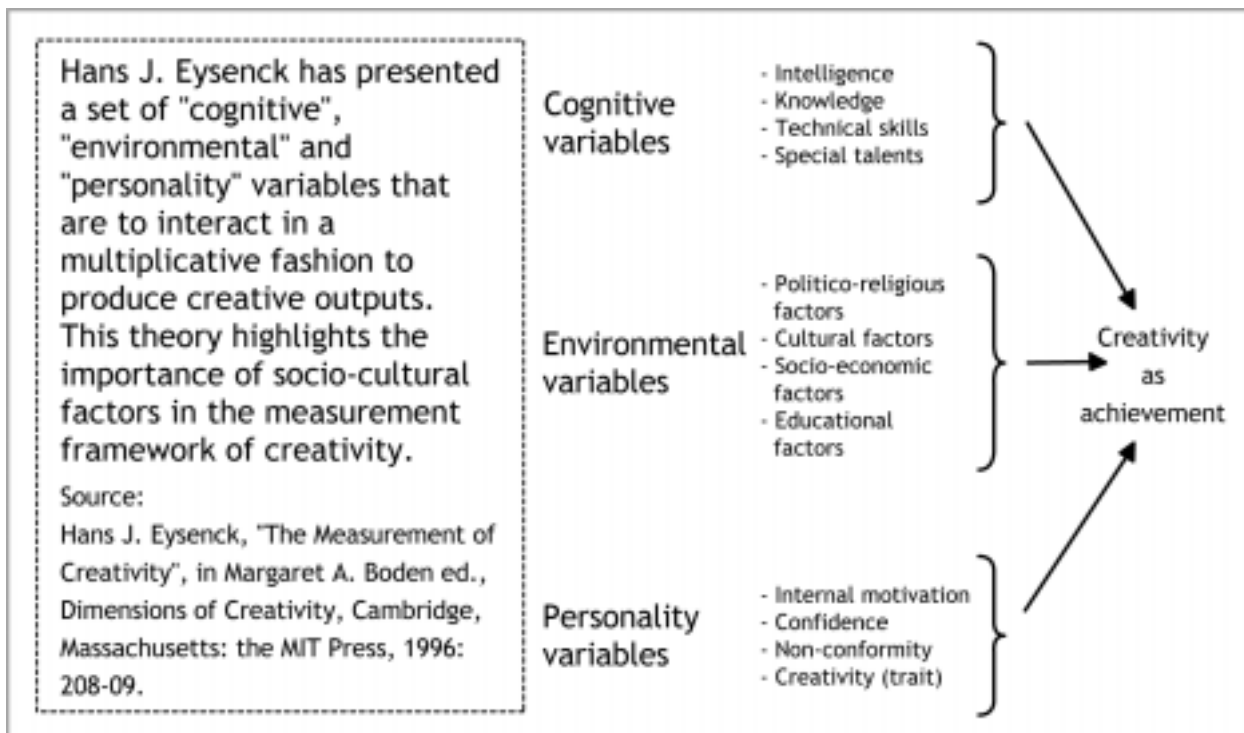 Hans J. Eysenck has presented
a set of "cognitive",
"environmental" and
"personality" variables that
are to interact in a
multiplicative fashion to
produce creative outputs.
This theory highlights the
importance of socio-cultural
factors in the measurement
framework of creativity.
Source:
Hans J. Eysenck, "The Measurement of
Creativity", in Margaret A. Boden ed.,
Dimensions of Creativity, Cambridge,
Massachusetts: the MIT Press, 1996:
208-09.
Cognitive
variables
- Intelligence
- Knowledge
- Technical skills
- Special talents
Environmental
variables
- Politico-religious
factors
- Cultural factors
- Socio-economic
factors
- Educational
factors
Personality
variables
- Internal motivation
- Confidence
- Non-conformity
- Creativity (trait)
Creativity
as
achievement